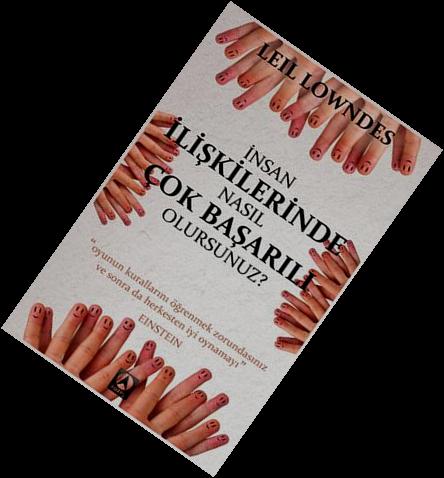 LEIL LOWNDES
İNSAN
İLİŞKİLERİNDE
NASIL
ÇOK BAŞARILI
OLURSUNUZ?
“oyunun kurallarını öğrenmek zorundasınız
ve sonra da herkesten iyi oynamayı”
EINSTEIN